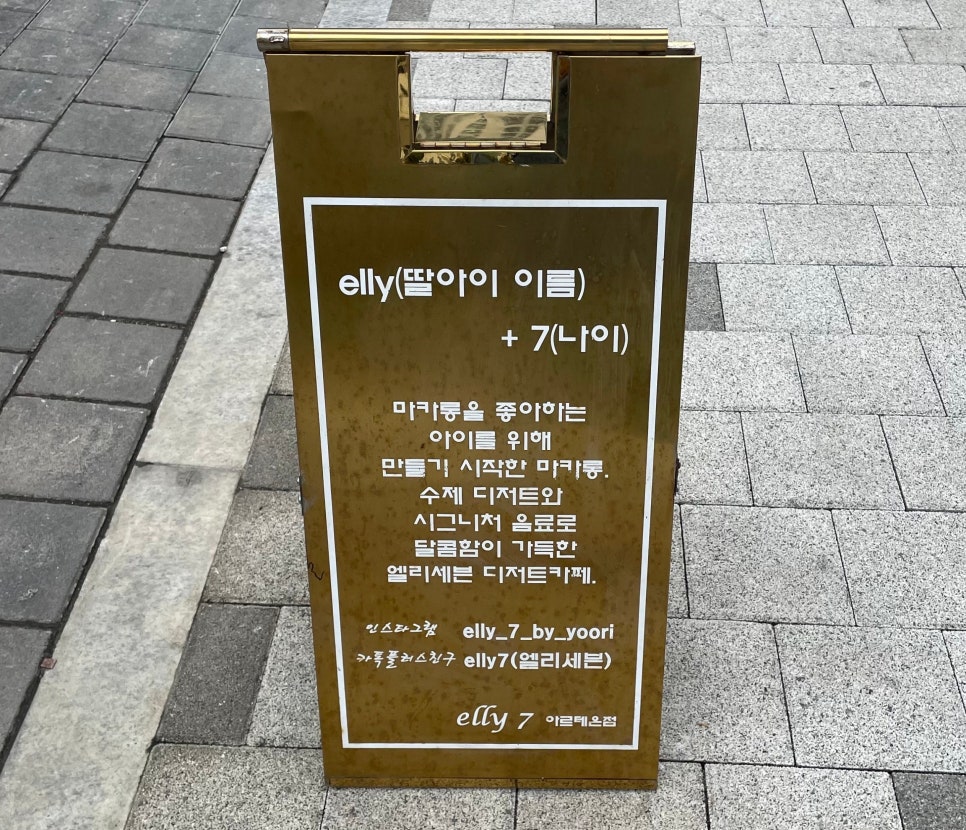 elly(딸아이 이름)
+ 7(나이)
마카롱을 좋아하는
아이를 위해
만들기 시작한 마카롱.
수제 디저트와
시그니처 음료로
달콤함이 가득한
엘리세븐 디저트카페.
인스타그램 elly_7_by_yoori
카톡플러스친구 elly7(엘리세븐)
elly 7 아르테온점